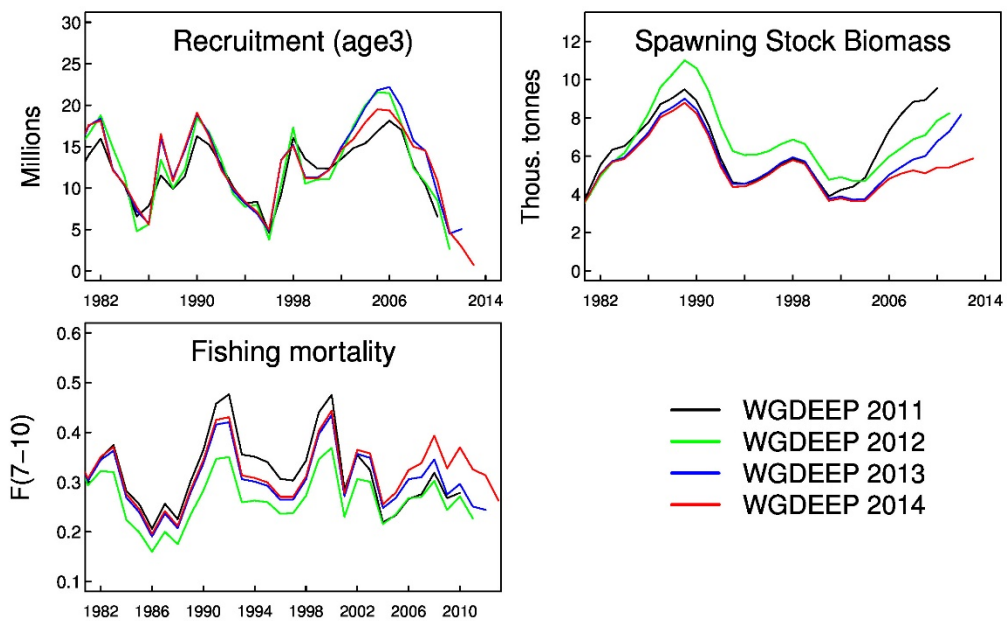 Recruitment (age3)
Millions
30
25
20
15
10
5
0
1982 1990 1998 2006 2014
Spawning Stock Biomass
Thous. tonnes
12
10
8
6
4
2
0
1982 1990 1998 2006 2014
Fishing mortality
F(7-10)
0.6
0.5
0.4
0.3
0.2
0.1
1982 1986 1990 1994 1998 2002 2006 2010
WGDEEP 2011
WGDEEP 2012
WGDEEP 2013
WGDEEP 2014